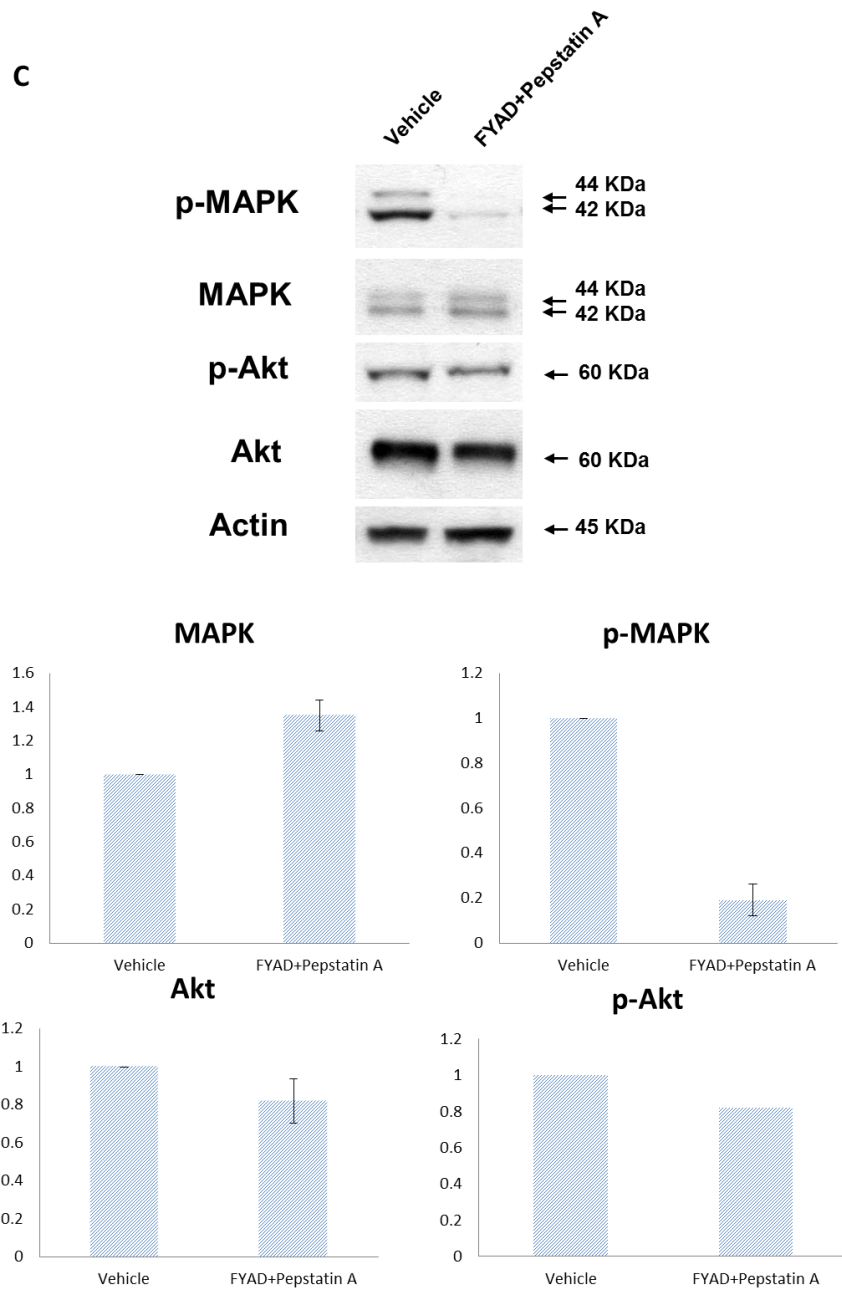 C
Vehicle
FYAD+Pepstatin A
p-MAPK
44 KDa
42 KDa
MAPK
44 KDa
42 KDa
p-Akt
60 KDa
Akt
60 KDa
Actin
45 KDa
MAPK
1.6
1.4
1.2
1
0.8
0.6
0.4
0.2
0
Vehicle
FYAD+Pepstatin A
p-MAPK
1.2
1
0.8
0.6
0.4
0.2
0
Vehicle
FYAD+Pepstatin A
Akt
1.2
1
0.8
0.6
0.4
0.2
0
Vehicle
FYAD+Pepstatin A
p-Akt
1.2
1
0.8
0.6
0.4
0.2
0
Vehicle
FYAD+Pepstatin A